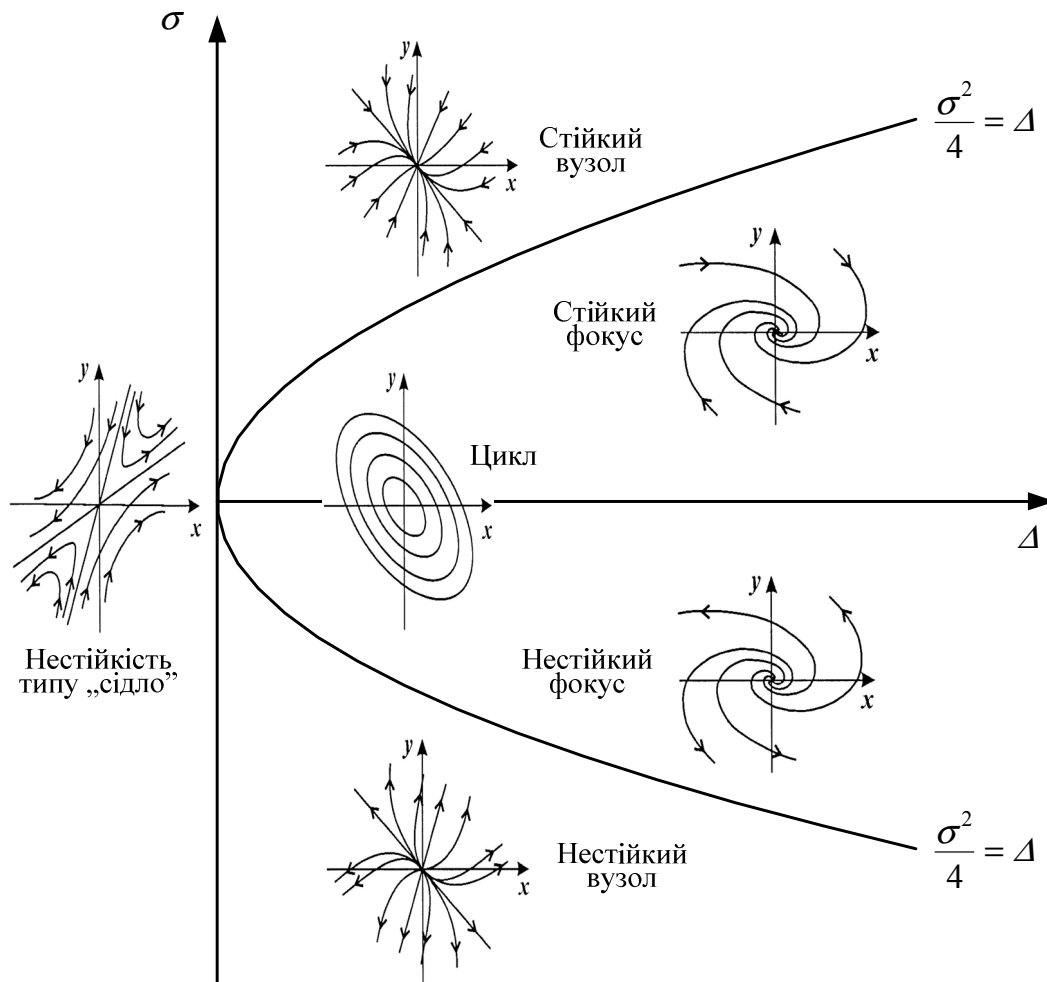 σ
y
x
Стійкий
вузол
σ²/4 = Δ
y
x
Стійкий
фокус
y
x
y
x
Цикл
Δ
Нестійкість
типу „сідло”
y
x
Нестійкий
фокус
y
x
Нестійкий
вузол
σ²/4 = Δ